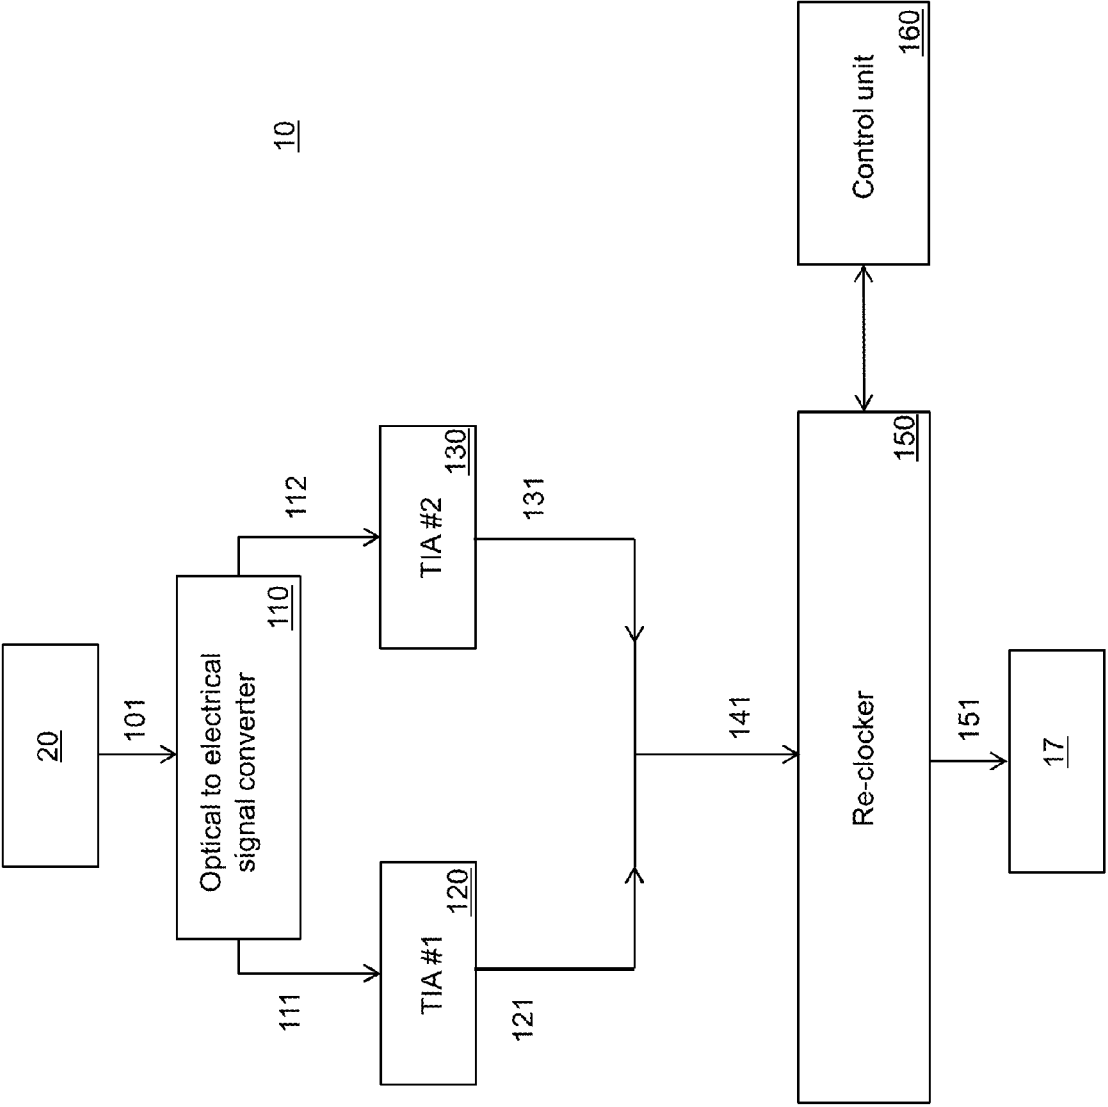 10
20
101
Optical to electrical
signal converter
110
111
112
TIA #1
120
TIA #2
130
121
131
141
Re-clocker
150
Control unit
160
151
17